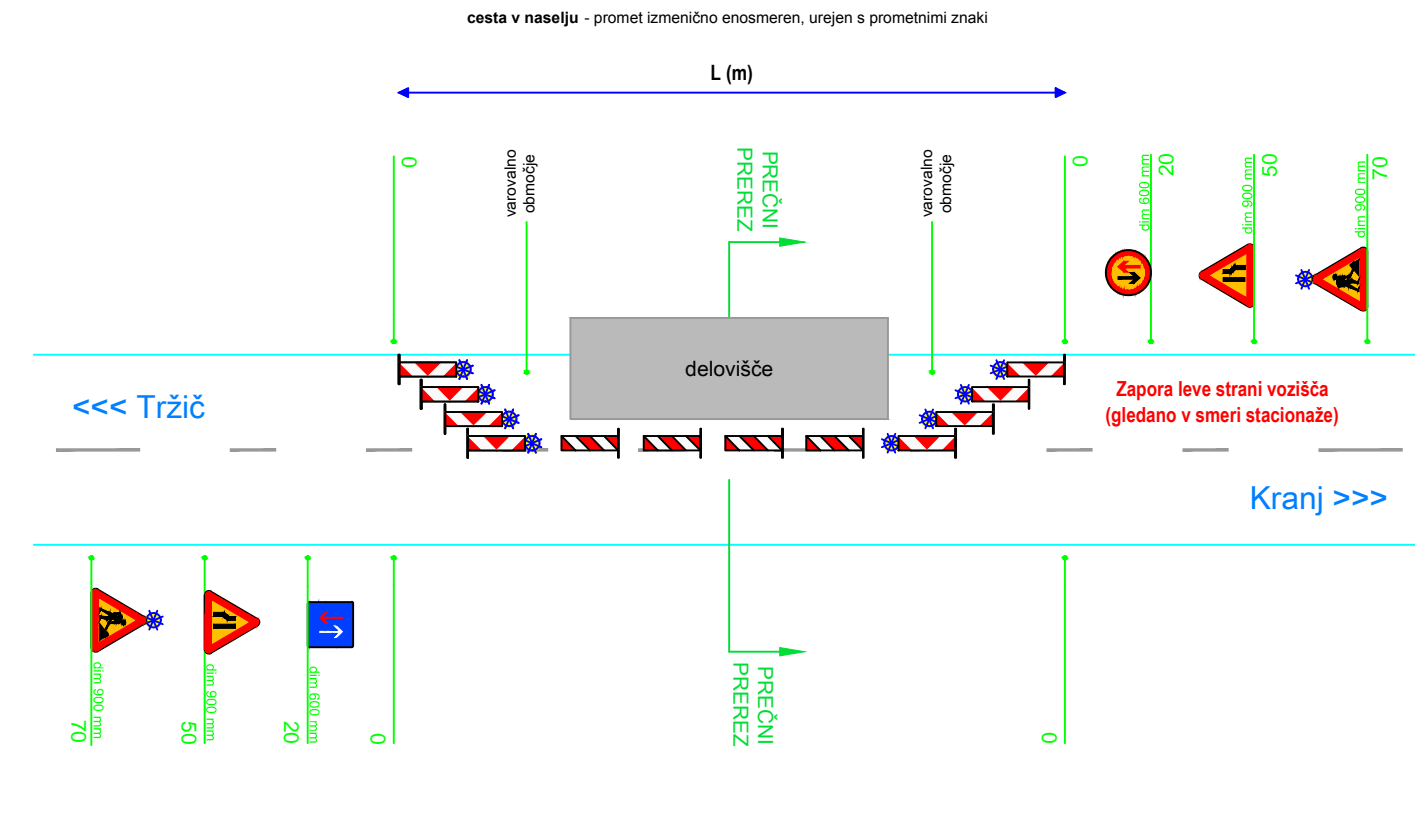 cesta v naselju - promet izmenično enosmeren, urejen s prometnimi znaki
L (m)
0
varovalno
območje
PREČNI
PREREZ
varovalno
območje
0
dim 600 mm
20
dim 900 mm
50
dim 900 mm
70
delovišče
<<< Tržič
Zapora leve strani vozišča
(gledano v smeri stacionaže)
Kranj >>>
70
dim 900 mm
50
dim 900 mm
20
dim 600 mm
0
PREČNI
PREREZ
0